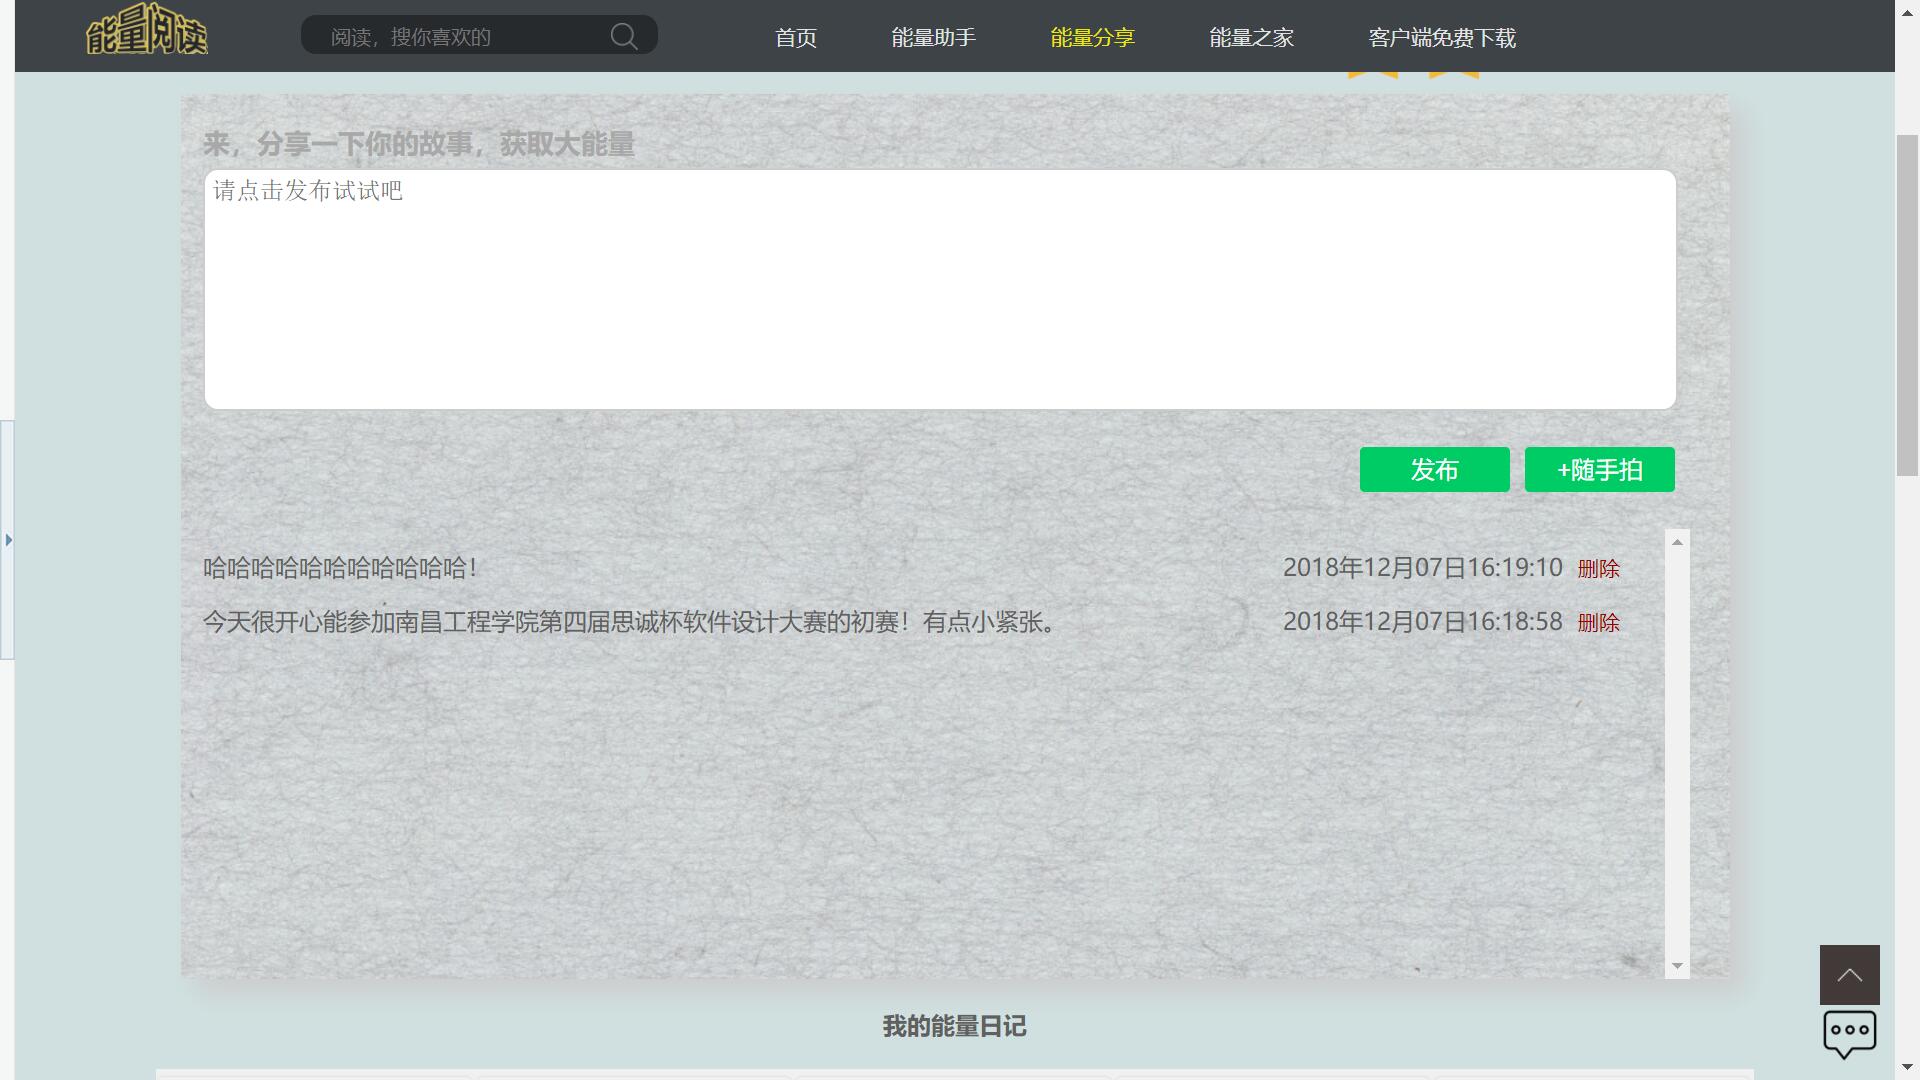 能量阅读
阅读，搜你喜欢的
首页
能量助手
能量分享
能量之家
客户端免费下载
来，分享一下你的故事，获取大能量
请点击发布试试吧
发布
+随手拍
哈哈哈哈哈哈哈哈哈哈哈！ 2018年12月07日16:19:10 删除
今天很开心能参加南昌工程学院第四届思诚杯软件设计大赛的初赛！有点小紧张。 2018年12月07日16:18:58 删除
我的能量日记